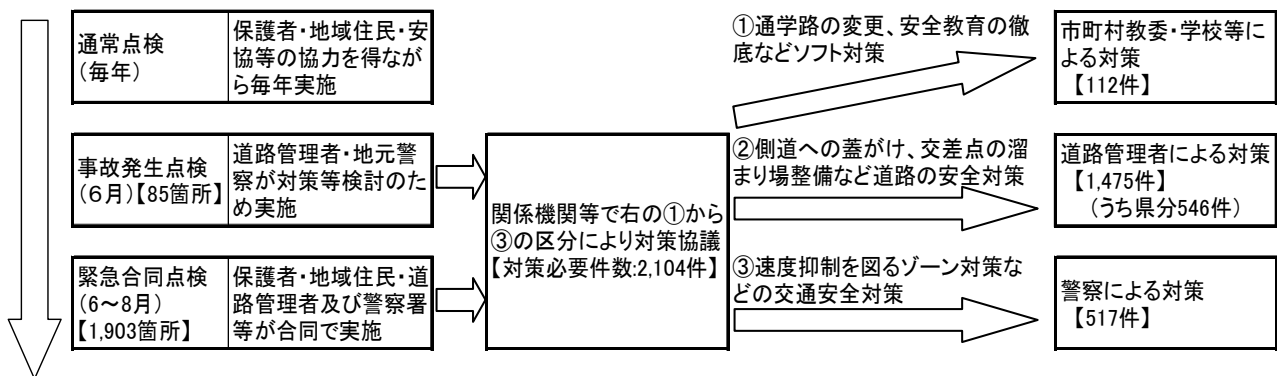 通常点検
(毎年)
保護者・地域住民・安
協等の協力を得なが
ら毎年実施
事故発生点検
(6月)【85箇所】
道路管理者・地元警
察が対策等検討のた
め実施
緊急合同点検
(6~8月)
【1,903箇所】
保護者・地域住民・道
路管理者及び警察署
等が合同で実施
関係機関等で右の①から
③の区分により対策協議
【対策必要件数:2,104件】
①通学路の変更、安全教育の徹
底などソフト対策
②側道への蓋がけ、交差点の溜
まり場整備など道路の安全対策
③速度抑制を図るゾーン対策な
どの交通安全対策
市町村教委・学校等に
よる対策
【112件】
道路管理者による対策
【1,475件】
(うち県分546件)
警察による対策
【517件】